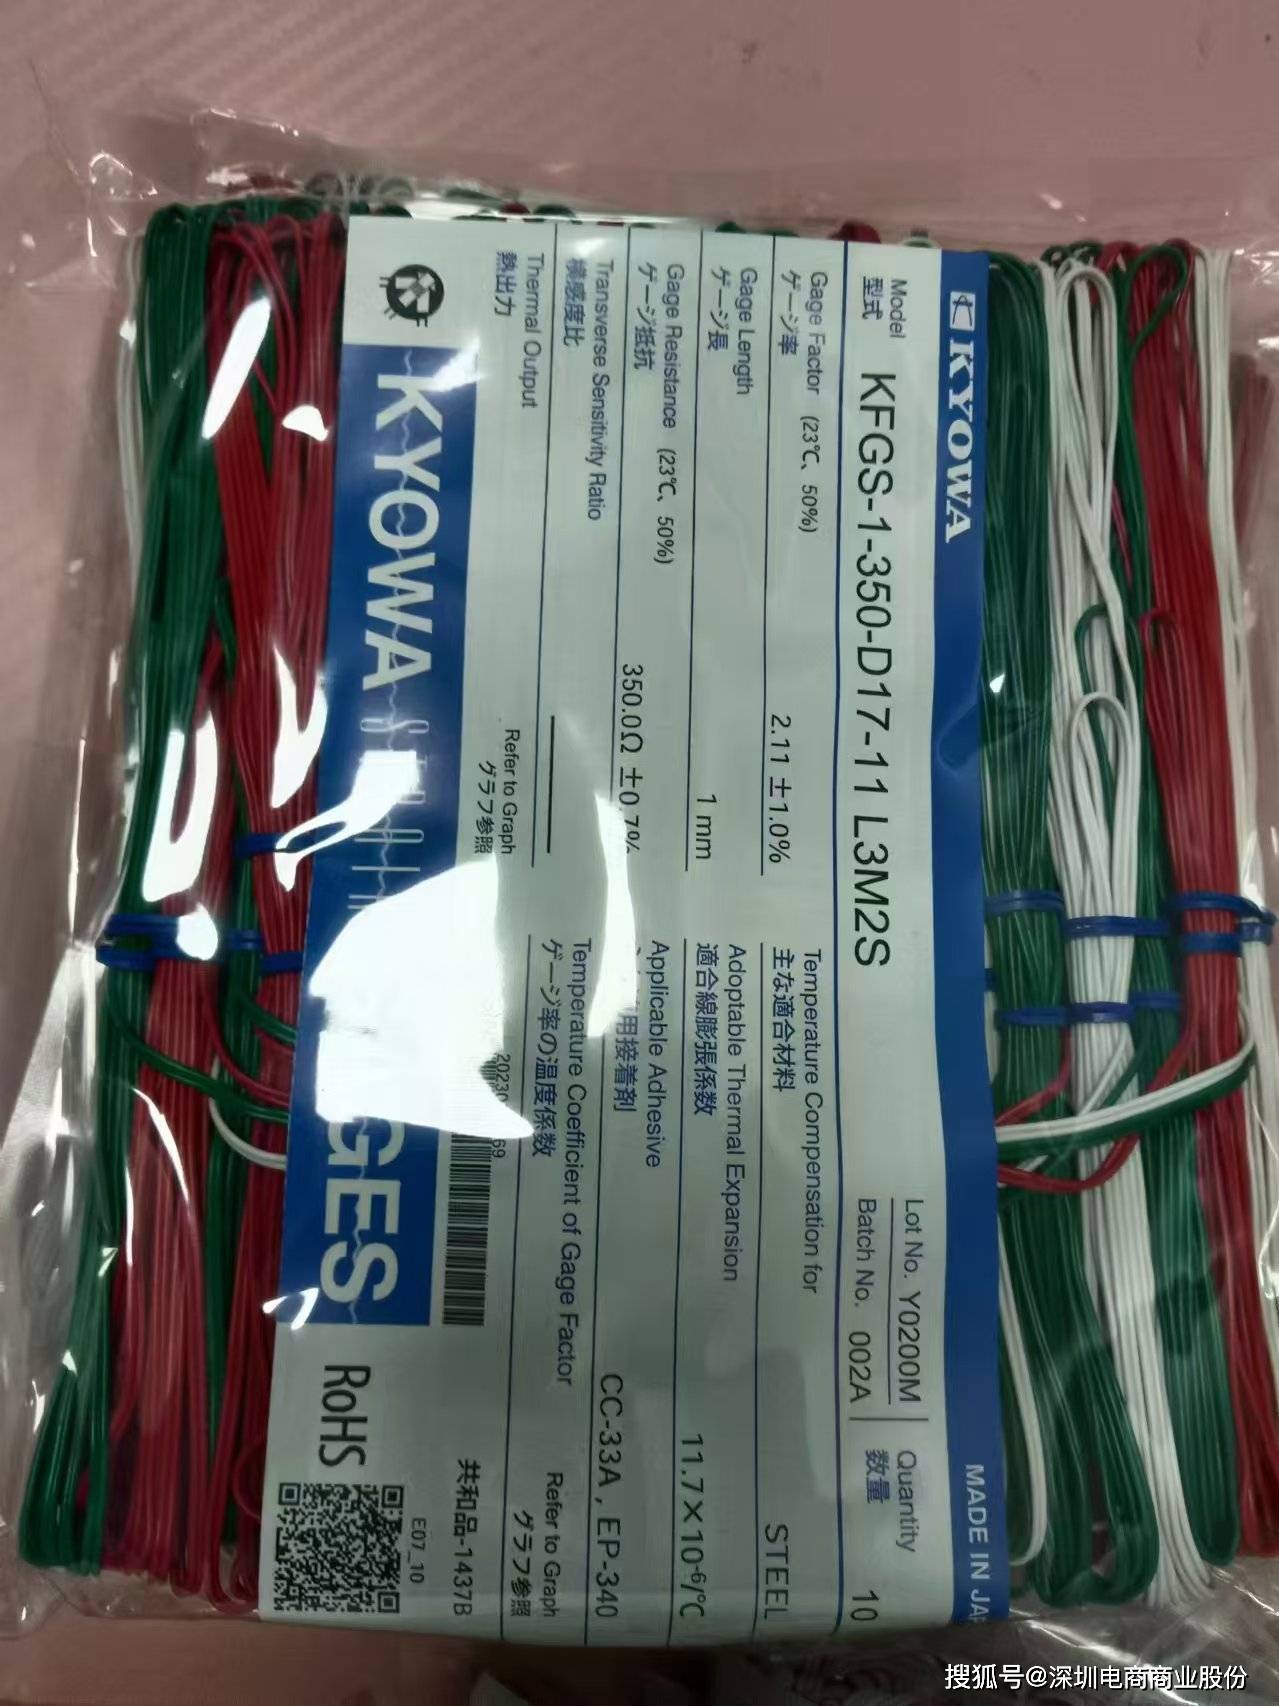 KYOWA
MADE IN JAP
Model
型式
KFGS-1-350-D17-11 L3M2S
Lot No. Y0200M
Batch No. 002A
Quantity
数量
10
Gage Factor (23℃、50%)
ゲージ率
2.11 ±1.0%
Temperature Compensation for
主な適合材料
STEEL
Gage Length
ゲージ長
1 mm
Adoptable Thermal Expansion
適合線膨張係数
11.7×10⁻⁶/℃
Gage Resistance (23℃、50%)
ゲージ抵抗
350.0Ω ±0.7%
Applicable Adhesive
用接着剤
CC-33A , EP-340
Transverse Sensitivity Ratio
横感度比
Temperature Coefficient of Gage Factor
ゲージ率の温度係数
Refer to Graph
グラフ参照
Thermal Output
熱出力
Refer to Graph
グラフ参照
共和品-1437B
KYOWA
GES
RoHS
E07_10
搜狐号@深圳电商商业股份